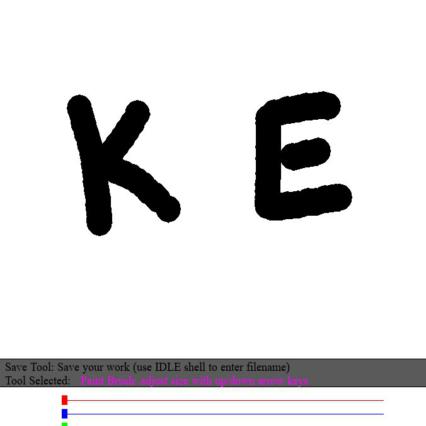 K E
Save Tool: Save your work (use IDLE shell to enter filename)
Tool Selected: Paint Brush, adjust size with up/down arrow keys